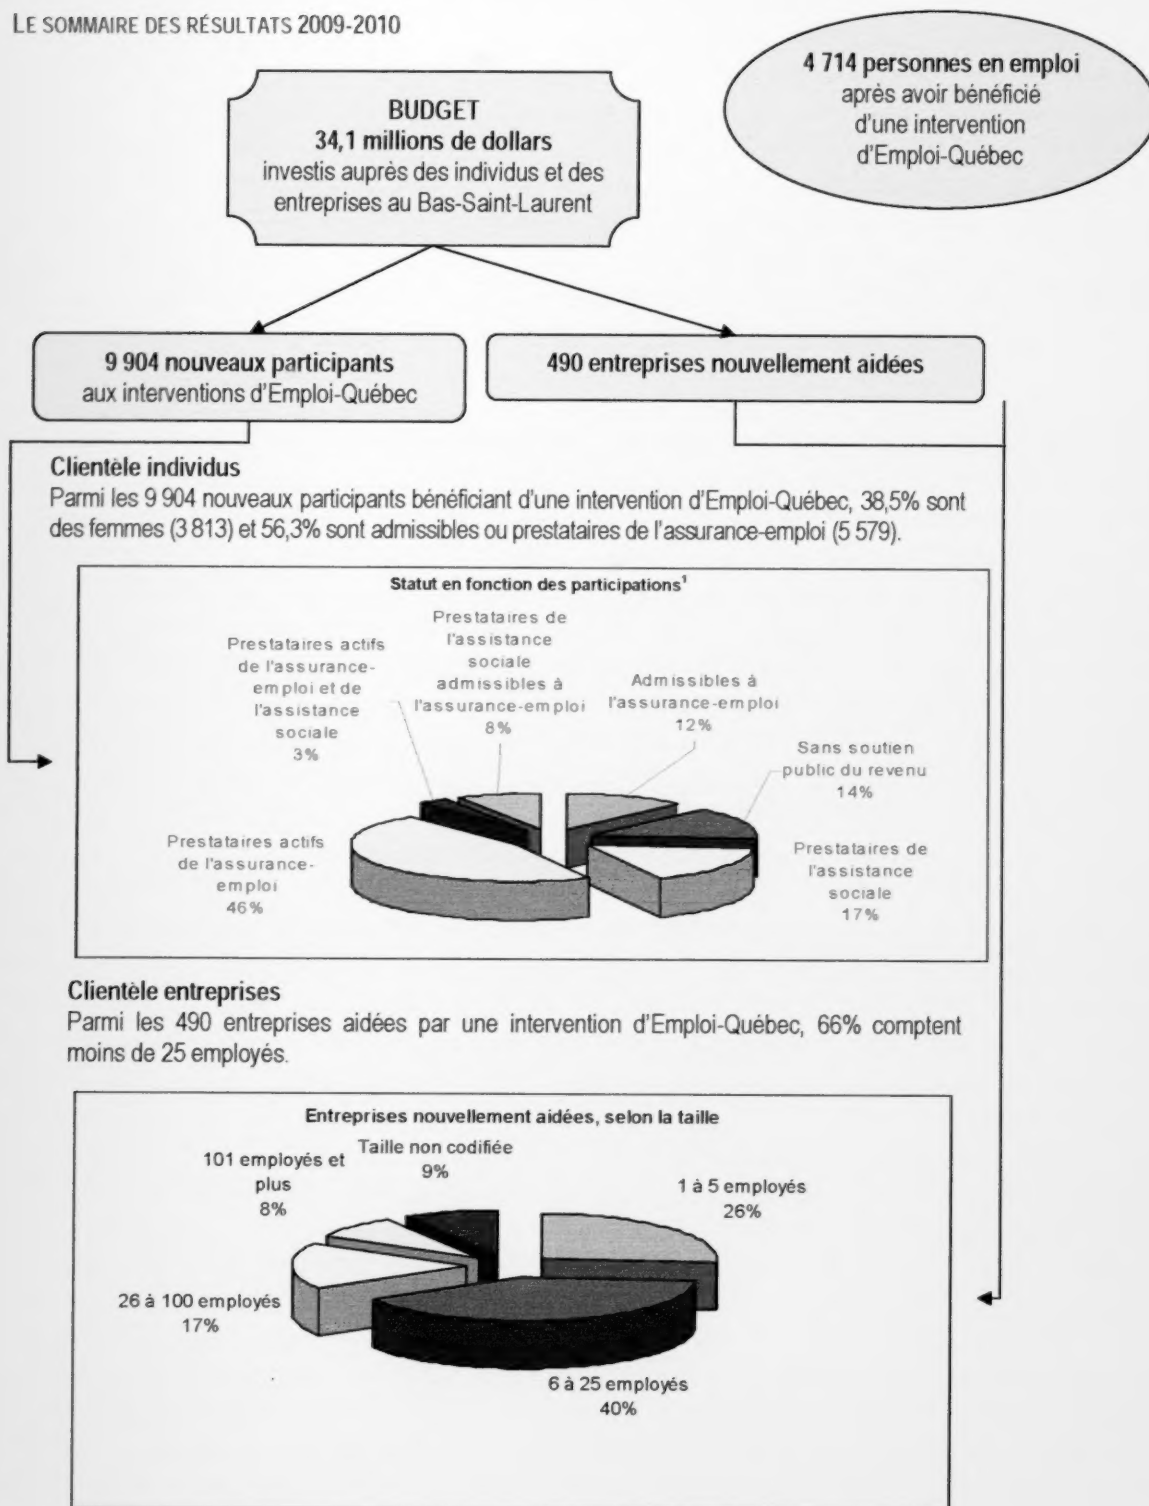 LE SOMMAIRE DES RÉSULTATS 2009-2010
4 714 personnes en emploi
après avoir bénéficié
d'une intervention
d'Emploi-Québec
BUDGET
34,1 millions de dollars
investis auprès des individus et des
entreprises au Bas-Saint-Laurent
9 904 nouveaux participants
aux interventions d'Emploi-Québec
490 entreprises nouvellement aidées
Clientèle individus
Parmi les 9 904 nouveaux participants bénéficiant d'une intervention d'Emploi-Québec, 38,5% sont
des femmes (3 813) et 56,3% sont admissibles ou prestataires de l'assurance-emploi (5 579).
Statut en fonction des participations¹
Prestataires actifs
de l'assurance-
emploi et de
l'assistance
sociale
3%
Prestataires de
l'assistance
sociale
admissibles à
l'assurance-emploi
8%
Admissibles à
l'assurance-emploi
12%
Sans soutien
public du revenu
14%
Prestataires actifs
de l'assurance-
emploi
46%
Prestataires de
l'assistance
sociale
17%
Clientèle entreprises
Parmi les 490 entreprises aidées par une intervention d'Emploi-Québec, 66% comptent
moins de 25 employés.
Entreprises nouvellement aidées, selon la taille
101 employés et
plus
8%
Taille non codifiée
9%
1 à 5 employés
26%
26 à 100 employés
17%
6 à 25 employés
40%